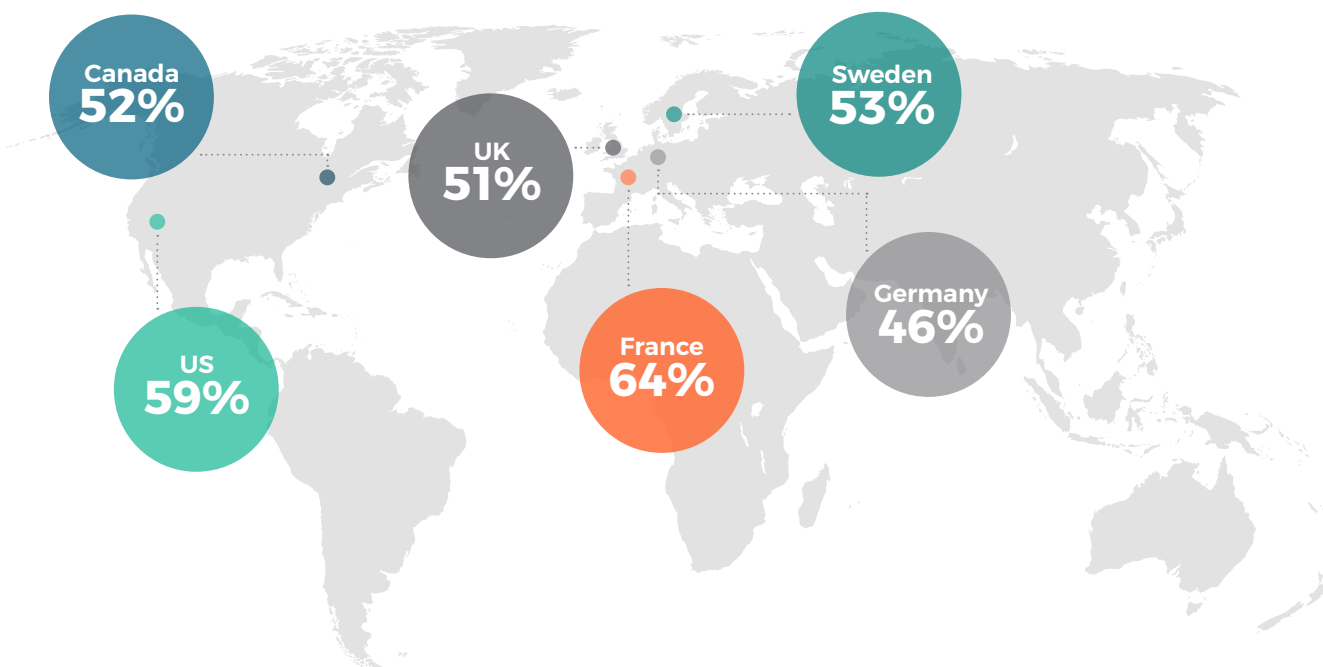 Canada
52%
UK
51%
Sweden
53%
US
59%
France
64%
Germany
46%